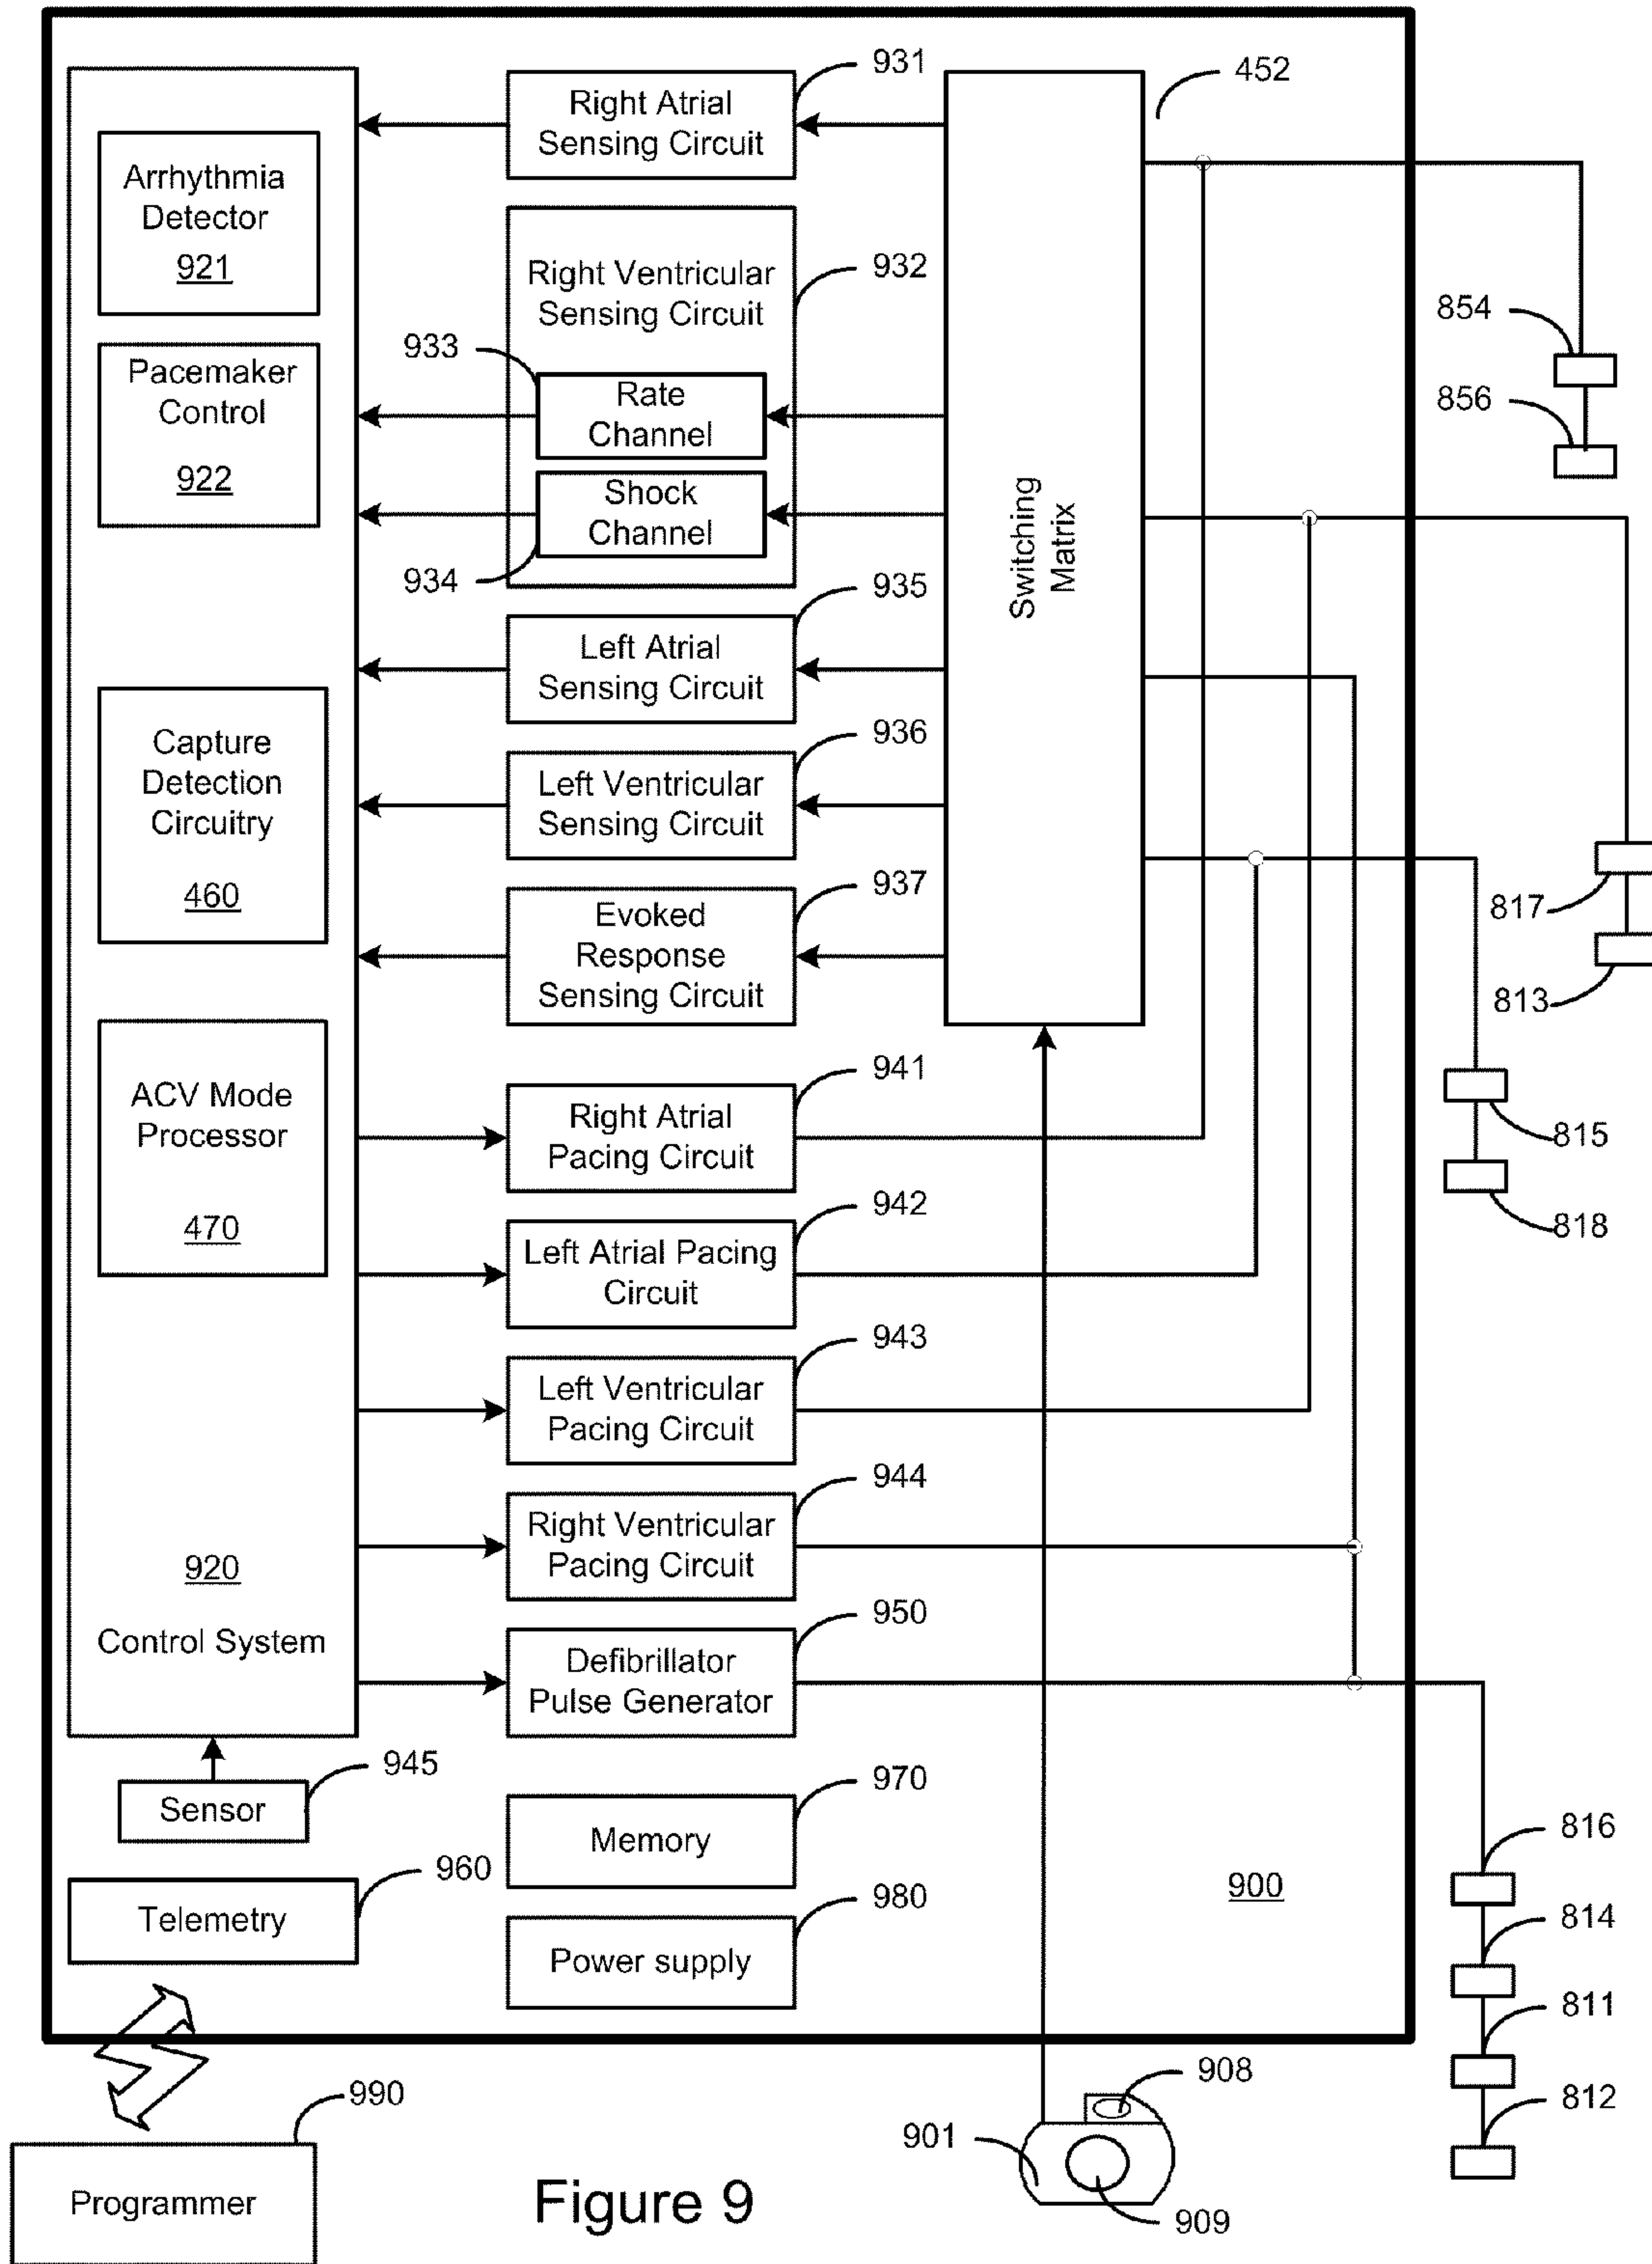 931
452
Right Atrial
Sensing Circuit
Arrhythmia
Detector
921
Right Ventricular
Sensing Circuit
932
933
Rate
Channel
Shock
Channel
934
Pacemaker
Control
922
Switching
Matrix
854
856
935
Left Atrial
Sensing Circuit
936
Left Ventricular
Sensing Circuit
Capture
Detection
Circuitry
460
937
Evoked
Response
Sensing Circuit
817
813
ACV Mode
Processor
470
941
Right Atrial
Pacing Circuit
815
818
942
Left Atrial Pacing
Circuit
943
Left Ventricular
Pacing Circuit
944
Right Ventricular
Pacing Circuit
920
Control System
950
Defibrillator
Pulse Generator
945
Sensor
970
Memory
960
Telemetry
980
Power supply
900
816
814
811
812
990
Programmer
908
901
909
Figure 9